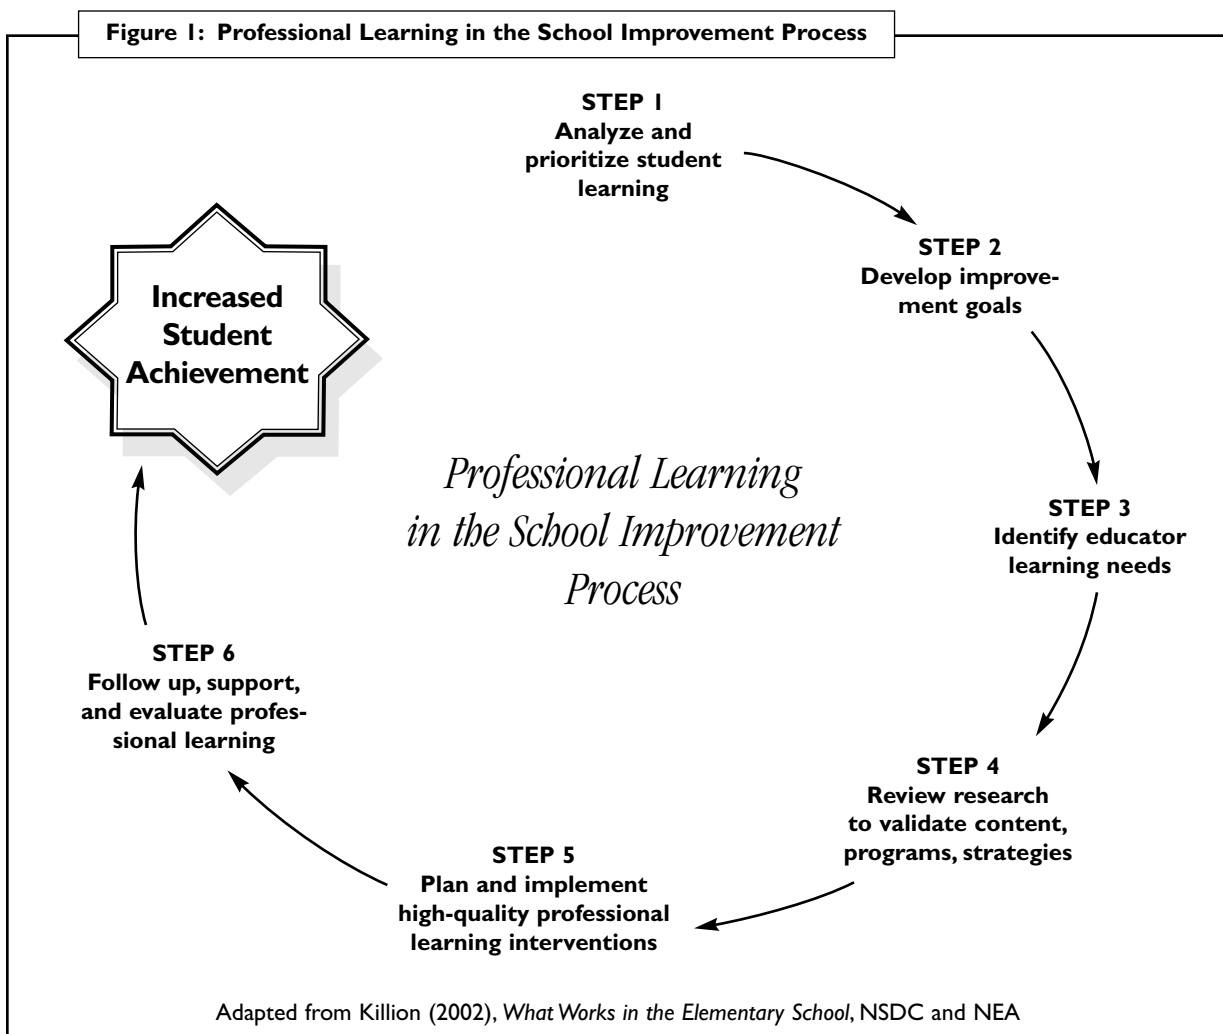 Figure 1: Professional Learning in the School Improvement Process
STEP 1
Analyze and
prioritize student
learning
STEP 2
Develop improve-
ment goals
STEP 3
Identify educator
learning needs
STEP 4
Review research
to validate content,
programs, strategies
STEP 5
Plan and implement
high-quality professional
learning interventions
STEP 6
Follow up, support,
and evaluate profes-
sional learning
Increased
Student
Achievement
Professional Learning
in the School Improvement
Process
Adapted from Killion (2002), What Works in the Elementary School, NSDC and NEA